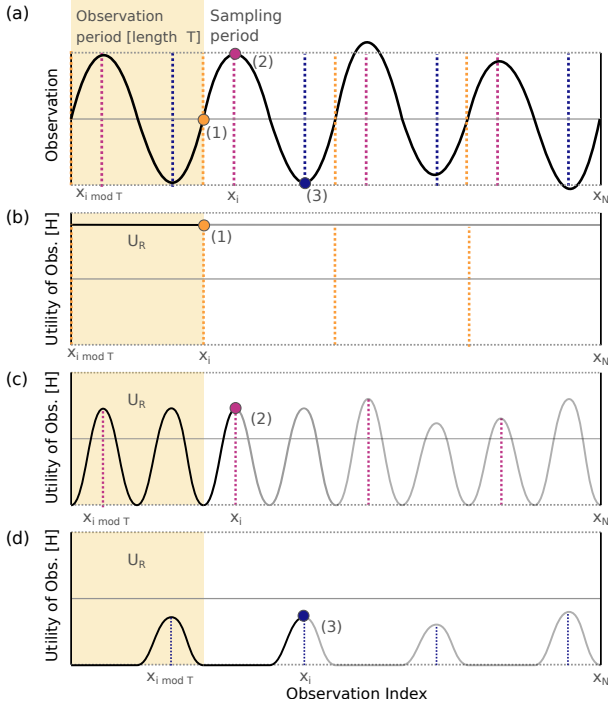 (a)
Observation
period [length T]
Sampling
period
(2)
(1)
(3)
Observation
x_{i mod T}
x_i
x_N
(b)
U_R
(1)
Utility of Obs. [H]
x_{i mod T}
x_i
x_N
(c)
U_R
(2)
Utility of Obs. [H]
x_{i mod T}
x_i
x_N
(d)
U_R
(3)
Utility of Obs. [H]
x_{i mod T}
x_i
x_N
Observation Index